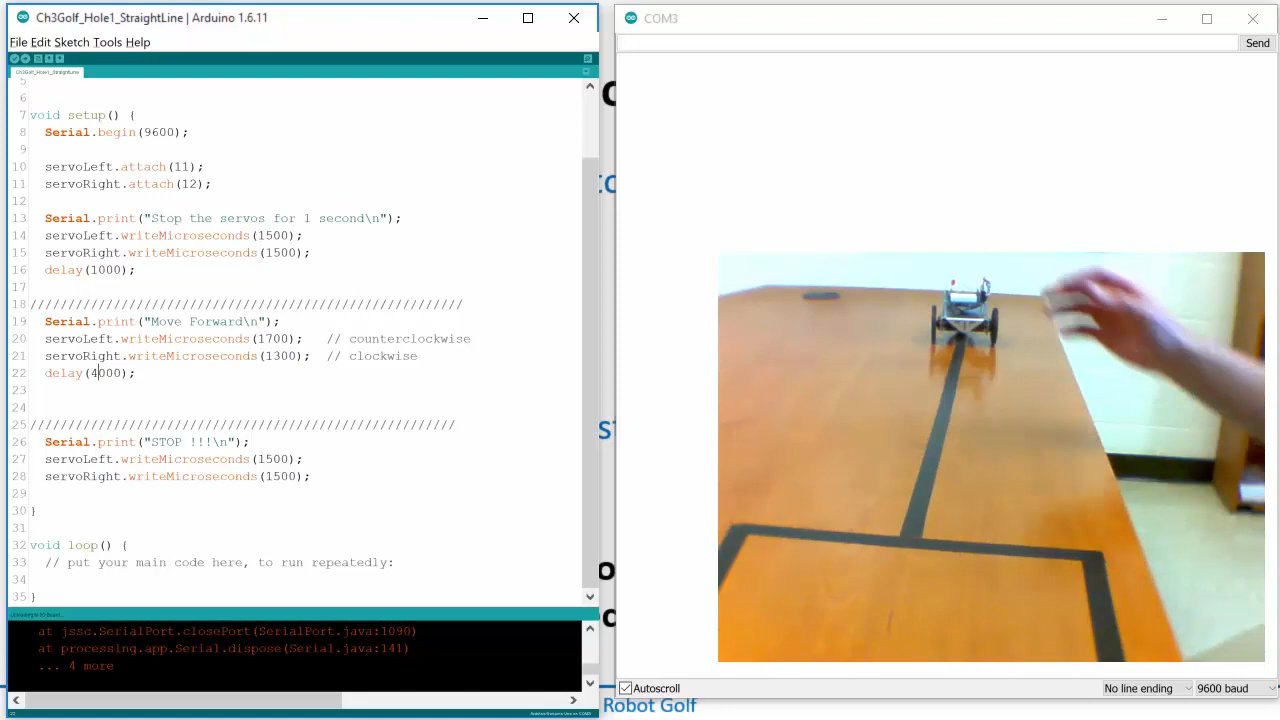 Ch3Golf_Hole1_StraightLine | Arduino 1.6.11
File Edit Sketch Tools Help
Ch3Golf_Hole1_StraightLine
5
6
7 void setup() {
8 Serial.begin(9600);
9
10 servoLeft.attach(11);
11 servoRight.attach(12);
12
13 Serial.print("Stop the servos for 1 second\n");
14 servoLeft.writeMicroseconds(1500);
15 servoRight.writeMicroseconds(1500);
16 delay(1000);
17
18 /////////////////////////////////////////////////////////
19 Serial.print("Move Forward\n");
20 servoLeft.writeMicroseconds(1700); // counterclockwise
21 servoRight.writeMicroseconds(1300); // clockwise
22 delay(4000);
23
24
25 ////////////////////////////////////////////////////////
26 Serial.print("STOP !!!\n");
27 servoLeft.writeMicroseconds(1500);
28 servoRight.writeMicroseconds(1500);
29
30 }
31
32 void loop() {
33 // put your main code here, to run repeatedly:
34
35 }
at jssc.SerialPort.closePort(SerialPort.java:1090)
at processing.app.Serial.dispose(Serial.java:141)
... 4 more
COM3
Send
Autoscroll
No line ending
9600 baud
Robot Golf